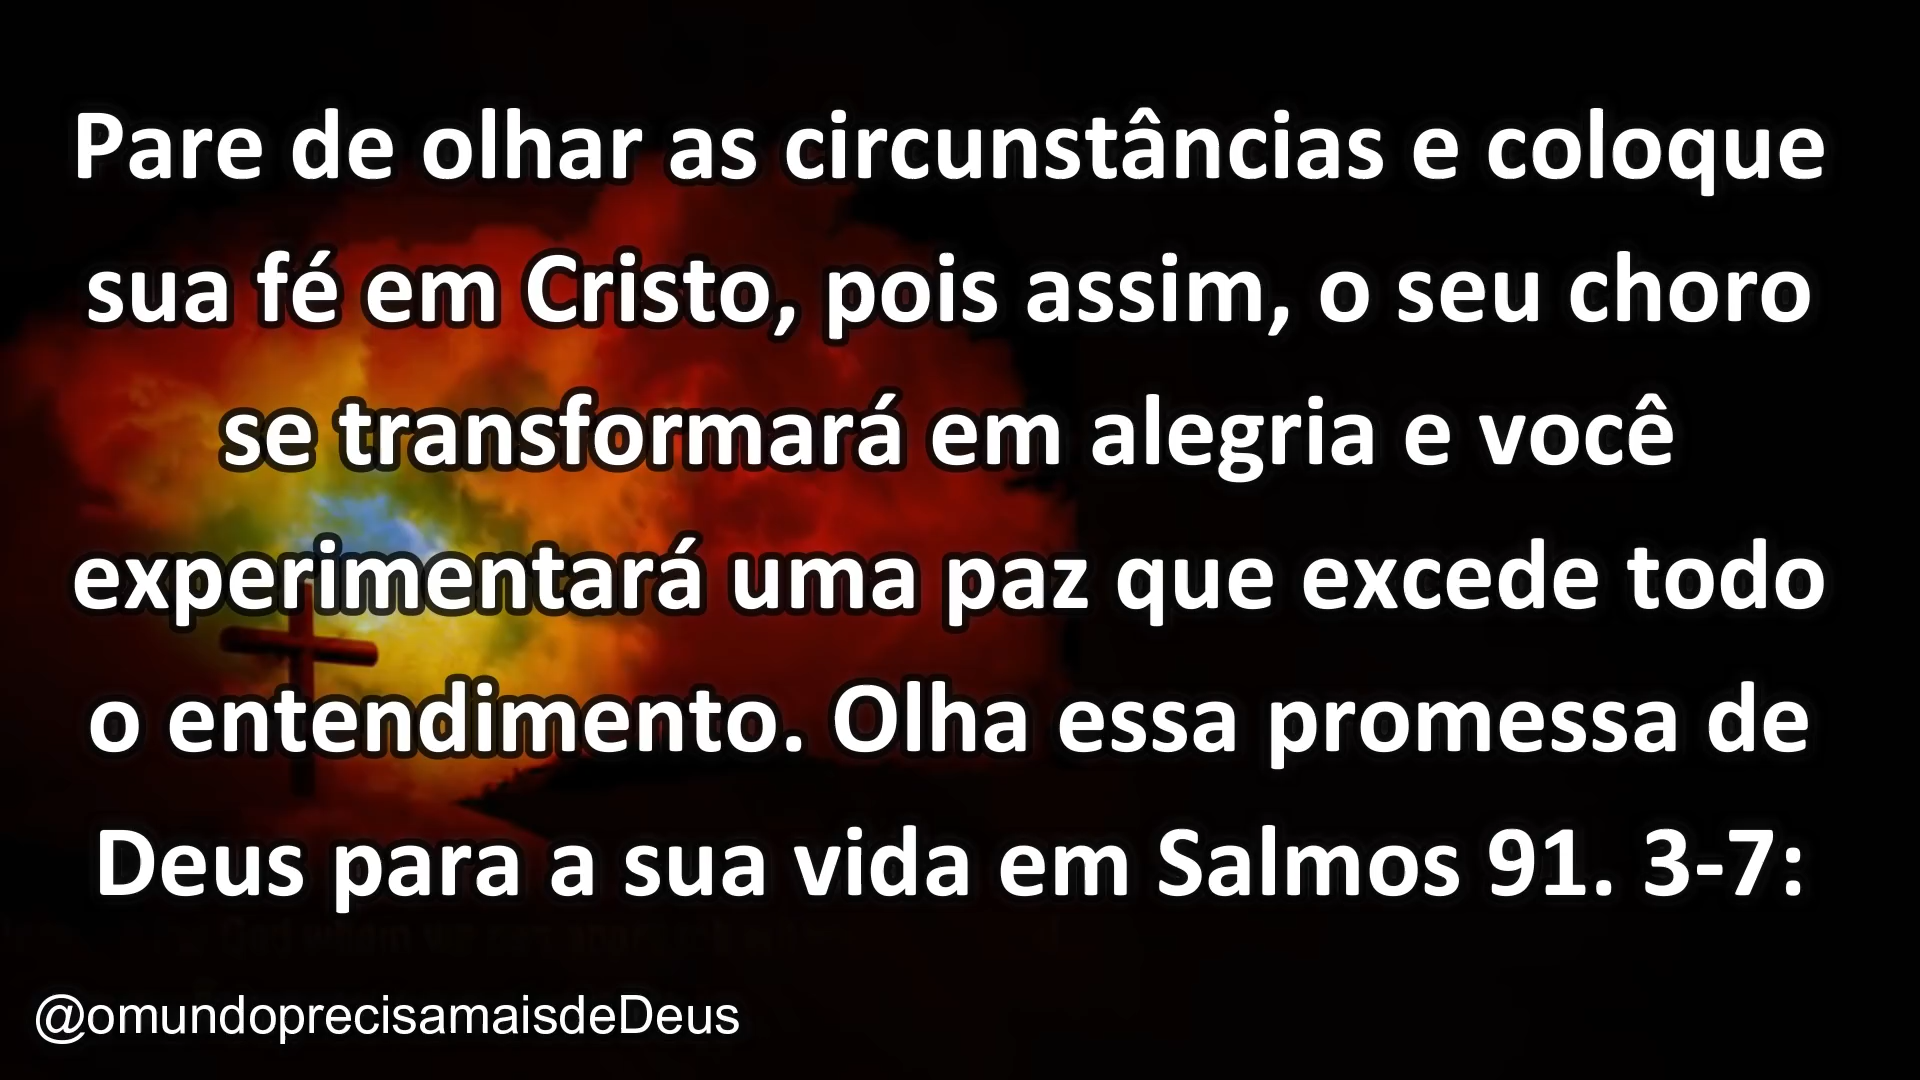 Pare de olhar as circunstâncias e coloque
sua fé em Cristo, pois assim, o seu choro
se transformará em alegria e você
experimentará uma paz que excede todo
o entendimento. Olha essa promessa de
Deus para a sua vida em Salmos 91. 3-7:
@omundoprecisamaisdeDeus